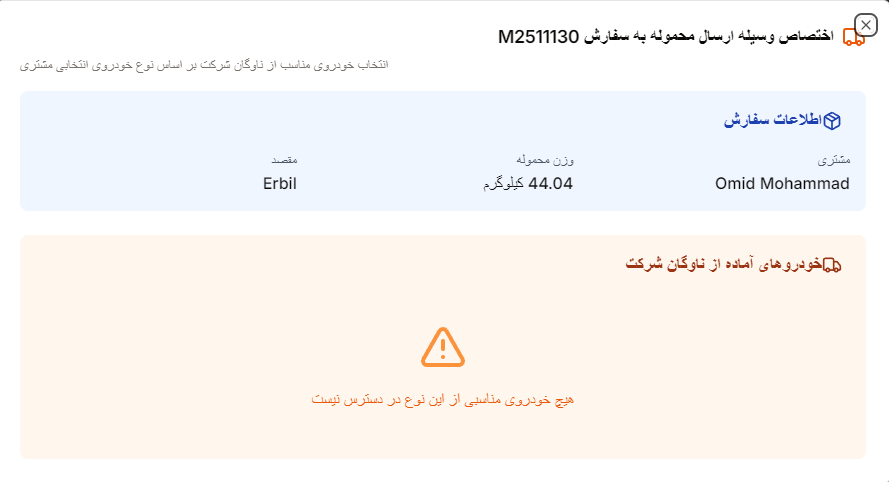 اختصاص وسیله ارسال محموله به سفارش M2511130
انتخاب خودروی مناسب از ناوگان شرکت بر اساس نوع خودروی انتخابی مشتری
اطلاعات سفارش
مشتری
Omid Mohammad
وزن محموله
44.04 کیلوگرم
مقصد
Erbil
خودروهای آماده از ناوگان شرکت
هیچ خودروی مناسبی از این نوع در دسترس نیست